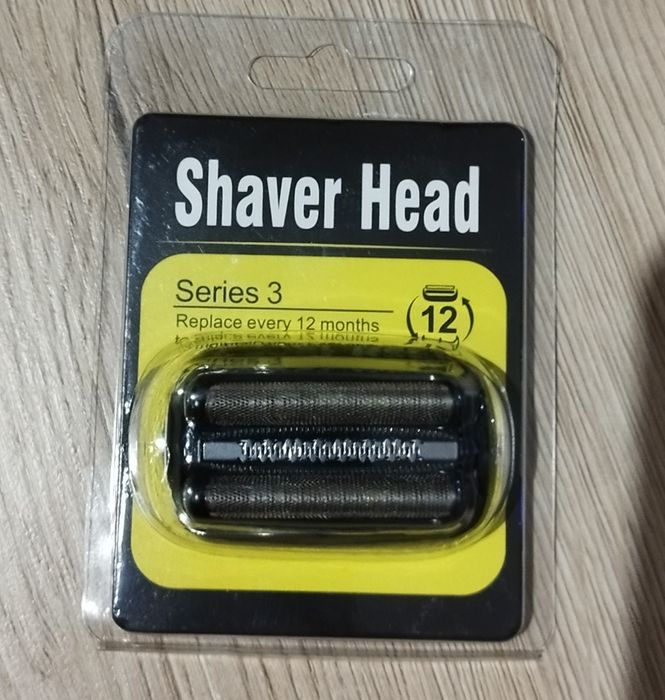 Shaver Head
Series 3
Replace every 12 months
12